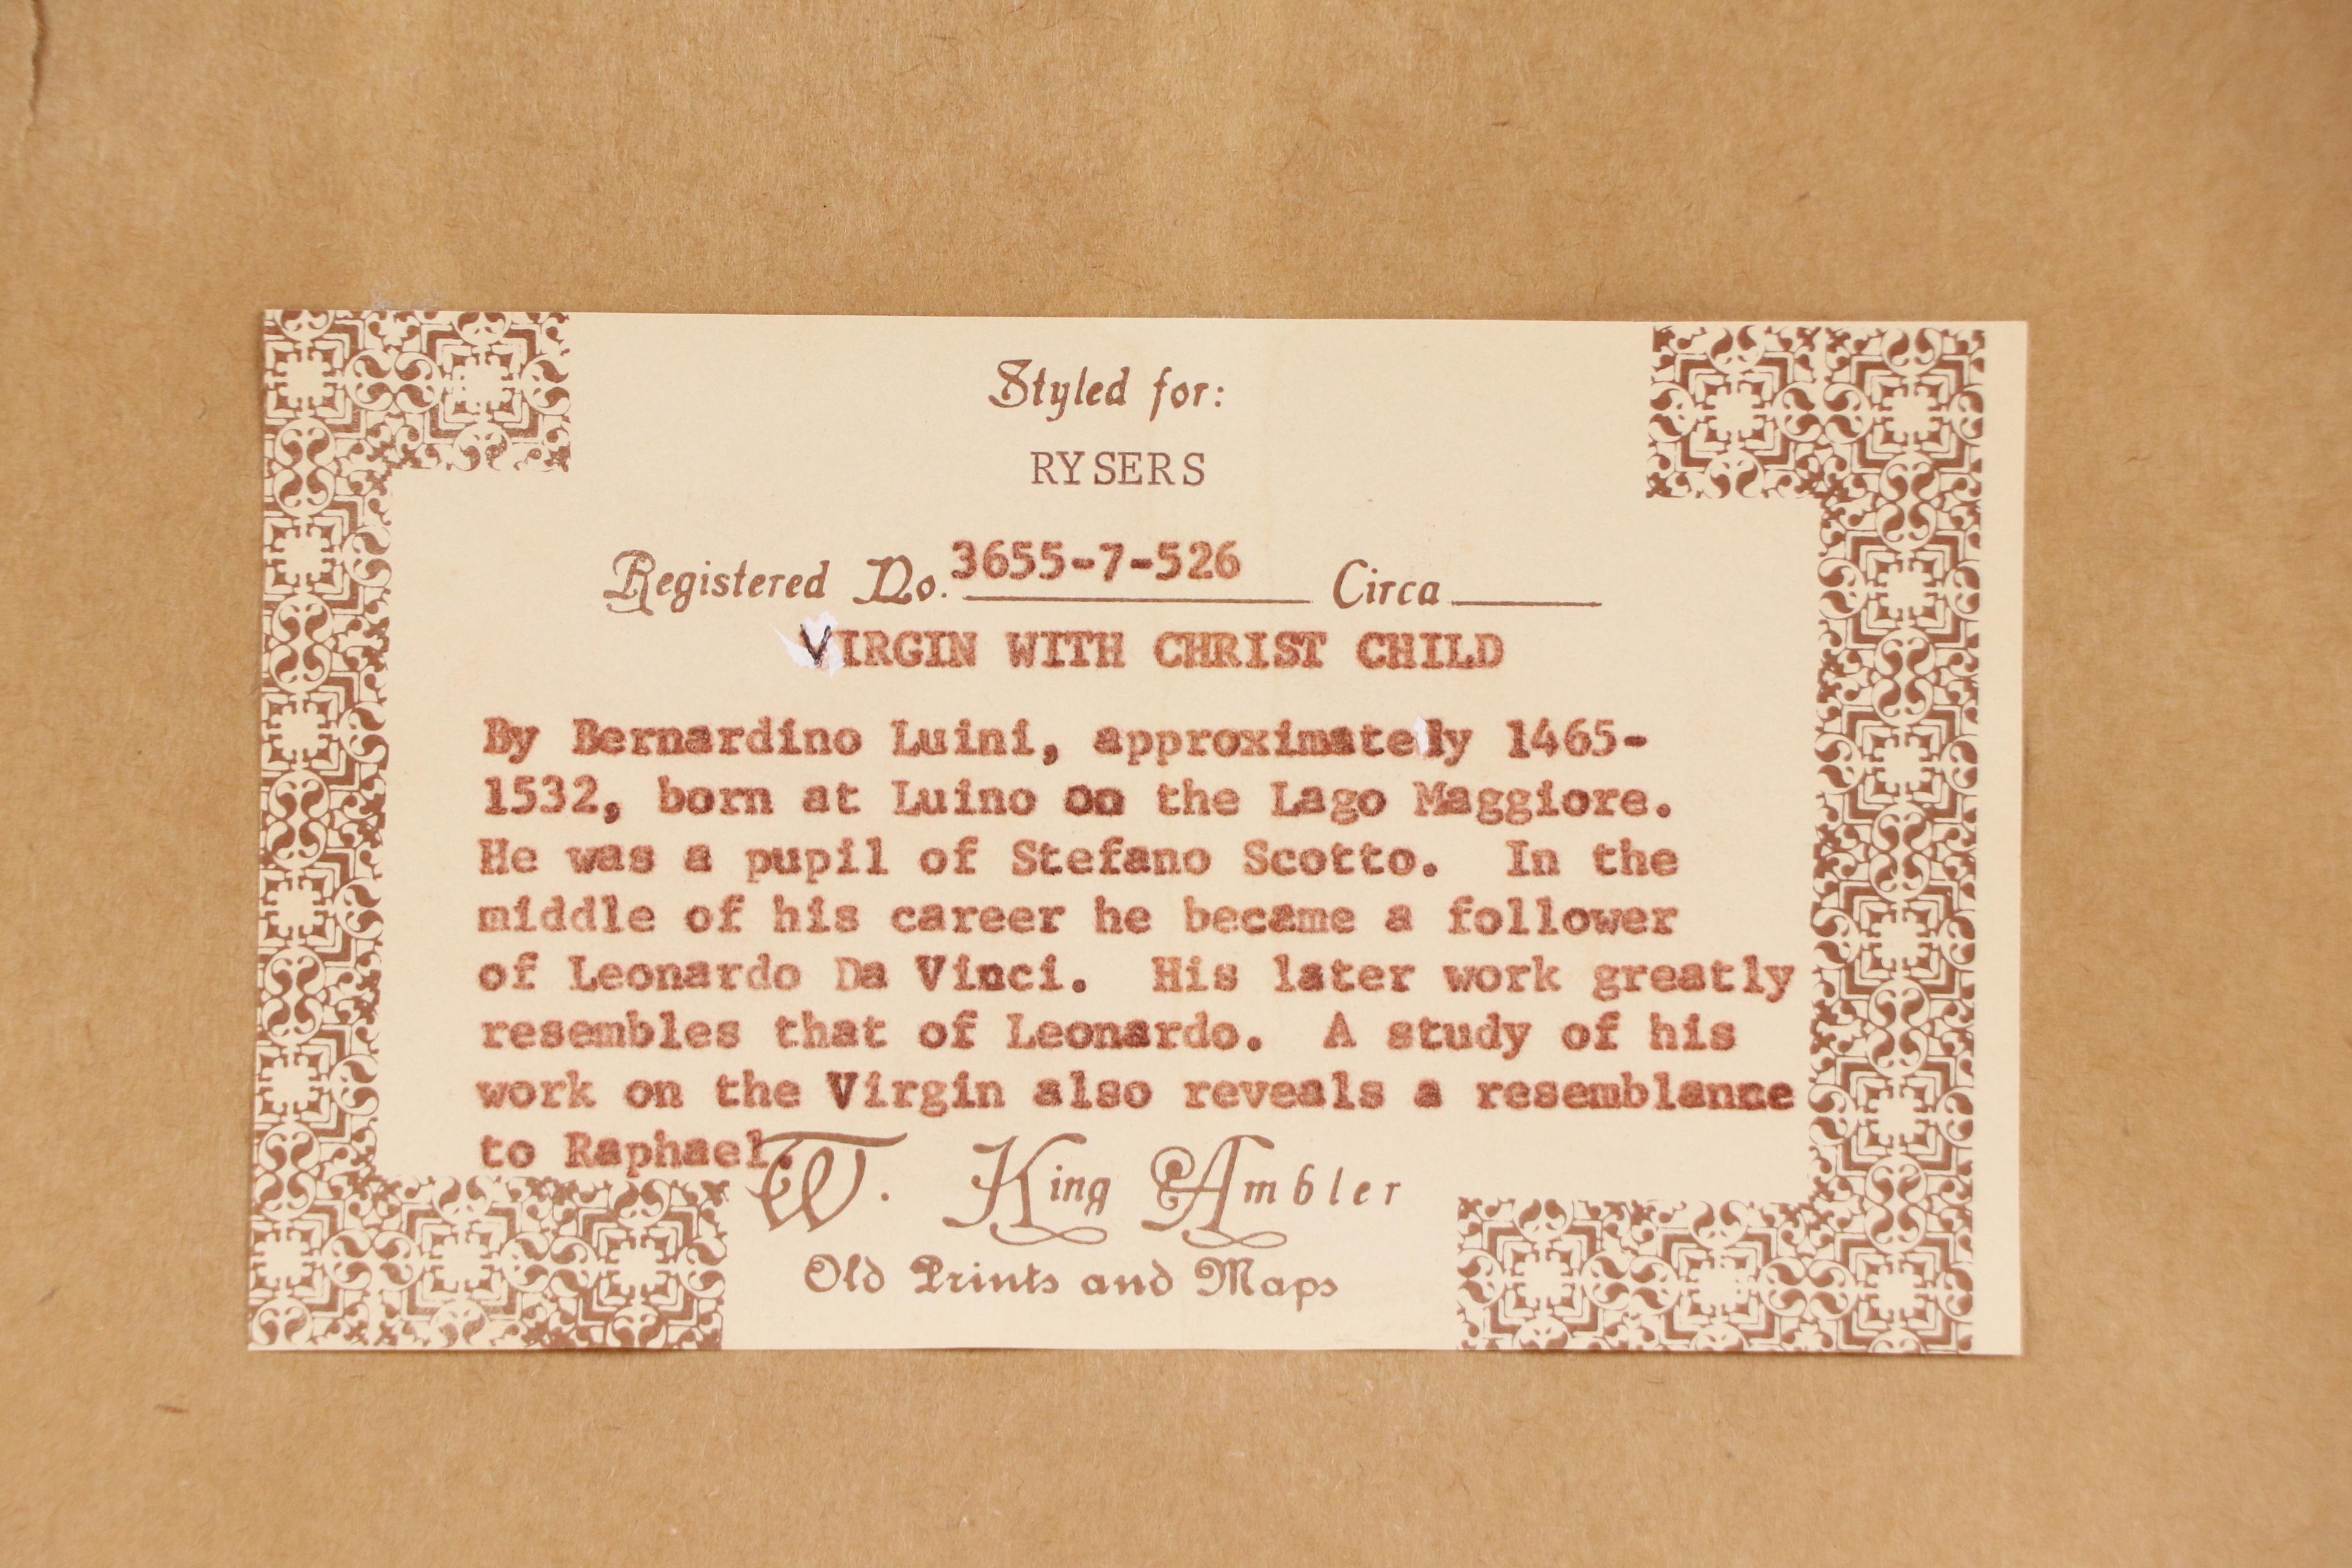 Styled for:
RYSERS
Registered No. 3655-7-526 Circa
VIRGIN WITH CHRIST CHILD
By Bernardino Luini, approximately 1465-
1532, born at Luino on the Lago Maggiore.
He was a pupil of Stefano Scotto. In the
middle of his career he became a follower
of Leonardo Da Vinci. His later work greatly
resembles that of Leonardo. A study of his
work on the Virgin also reveals a resemblance
to Raphael.
W. King Ambler
Old Prints and Maps